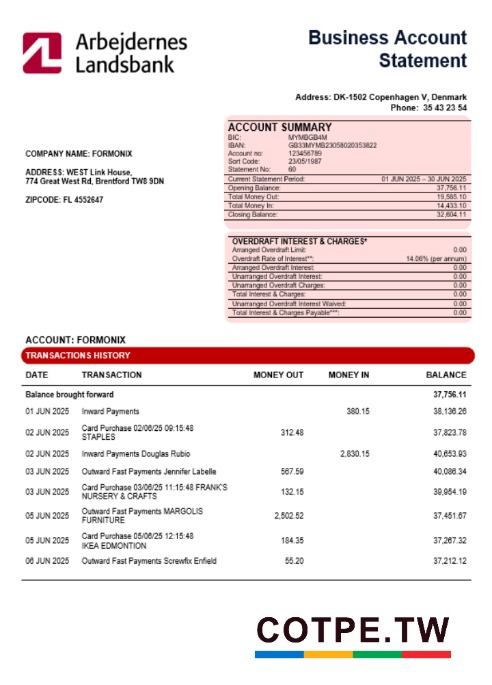 Arbejdernes
Landsbank
Business Account
Statement
Address: DK-1502 Copenhagen V, Denmark
Phone: 35 43 23 54
ACCOUNT SUMMARY
BIC: MYMBGB4M
IBAN: GB33MYMB23058020353822
Account no: 123456789
Sort Code: 23/05/1987
Statement No: 60
Current Statement Period: 01 JUN 2025 – 30 JUN 2025
Opening Balance: 37,756.11
Total Money Out: 19,585.10
Total Money In: 14,433.10
Closing Balance: 32,604.11
COMPANY NAME: FORMONIX
ADDRESS: WEST Link House,
774 Great West Rd, Brentford TW8 9DN
ZIPCODE: FL 4552647
OVERDRAFT INTEREST & CHARGES*
Arranged Overdraft Limit: 0.00
Overdraft Rate of Interest**: 14.06% (per annum)
Arranged Overdraft Interest: 0.00
Unarranged Overdraft Interest: 0.00
Unarranged Overdraft Charges: 0.00
Total Interest & Charges: 0.00
Unarranged Overdraft Interest Waived: 0.00
Total Interest & Charges Payable***: 0.00
ACCOUNT: FORMONIX
TRANSACTIONS HISTORY
DATE TRANSACTION MONEY OUT MONEY IN BALANCE
Balance brought forward 37,756.11
01 JUN 2025 Inward Payments 380.15 38,136.26
02 JUN 2025 Card Purchase 02/06/25 09:15:48 312.48 37,823.78
STAPLES
02 JUN 2025 Inward Payments Douglas Rubio 2,830.15 40,653.93
03 JUN 2025 Outward Fast Payments Jennifer Labelle 567.59 40,086.34
03 JUN 2025 Card Purchase 03/06/25 11:15:48 FRANK'S 132.15 39,954.19
NURSERY & CRAFTS
05 JUN 2025 Outward Fast Payments MARGOLIS 2,502.52 37,451.67
FURNITURE
05 JUN 2025 Card Purchase 05/06/25 12:15:48 184.35 37,267.32
IKEA EDMONTION
06 JUN 2025 Outward Fast Payments Screwfix Enfield 55.20 37,212.12
COTPE.TW